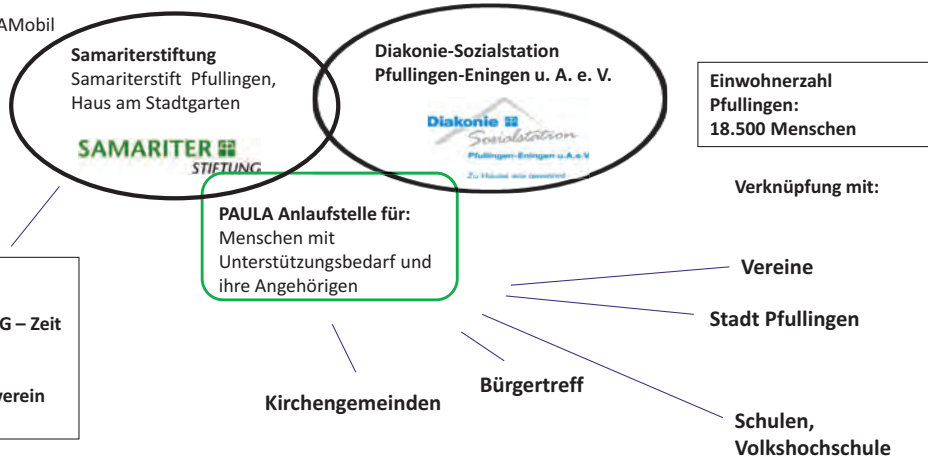 AMobil
Samariterstiftung
Samariterstift Pfullingen,
Haus am Stadtgarten
SAMARITER
STIFTUNG
Diakonie-Sozialstation
Pfullingen-Eningen u. A. e. V.
Diakonie
Sozialstation
Pfullingen-Eningen u.A.e.V
Zu Hause
Einwohnerzahl
Pfullingen:
18.500 Menschen
Verknüpfung mit:
PAULA Anlaufstelle für:
Menschen mit
Unterstützungsbedarf und
ihre Angehörigen
Vereine
Stadt Pfullingen
G – Zeit
verein
Kirchengemeinden
Bürgertreff
Schulen,
Volkshochschule